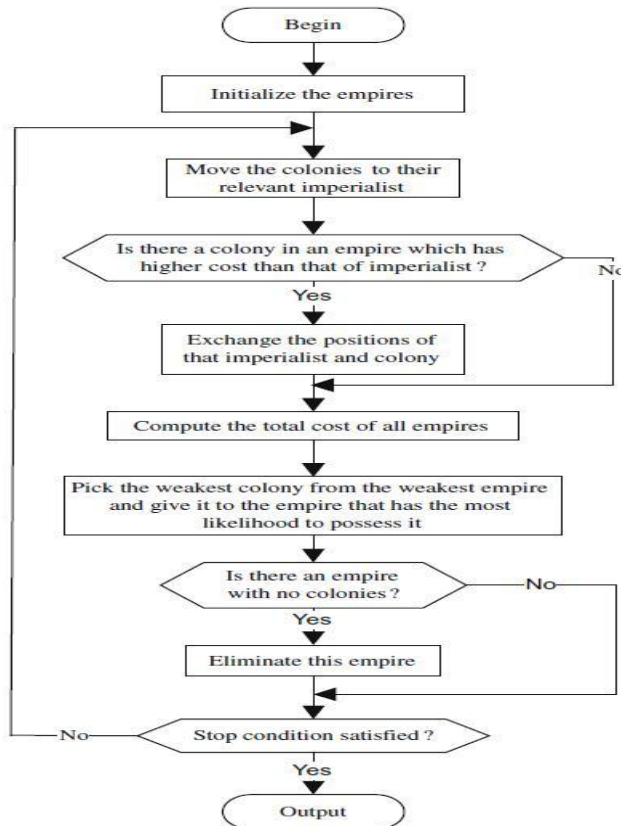 Begin
Initialize the empires
Move the colonies to their
relevant imperialist
Is there a colony in an empire which has
higher cost than that of imperialist ?
No
Yes
Exchange the positions of
that imperialist and colony
Compute the total cost of all empires
Pick the weakest colony from the weakest empire
and give it to the empire that has the most
likelihood to possess it
Is there an empire
with no colonies ?
No
Yes
Eliminate this empire
No
Stop condition satisfied ?
Yes
Output